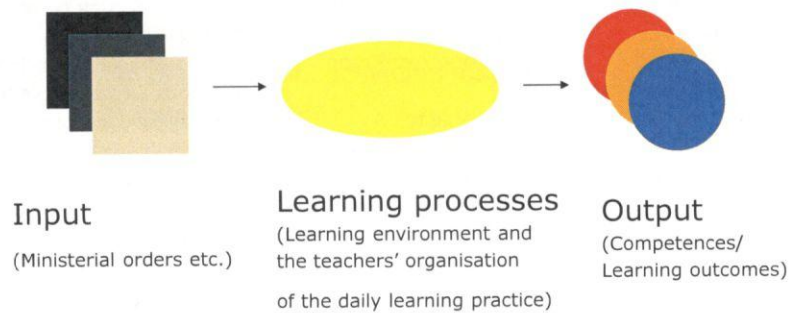 Input
(Ministerial orders etc.)
Learning processes
(Learning environment and
the teachers' organisation
of the daily learning practice)
Output
(Competences/
Learning outcomes)